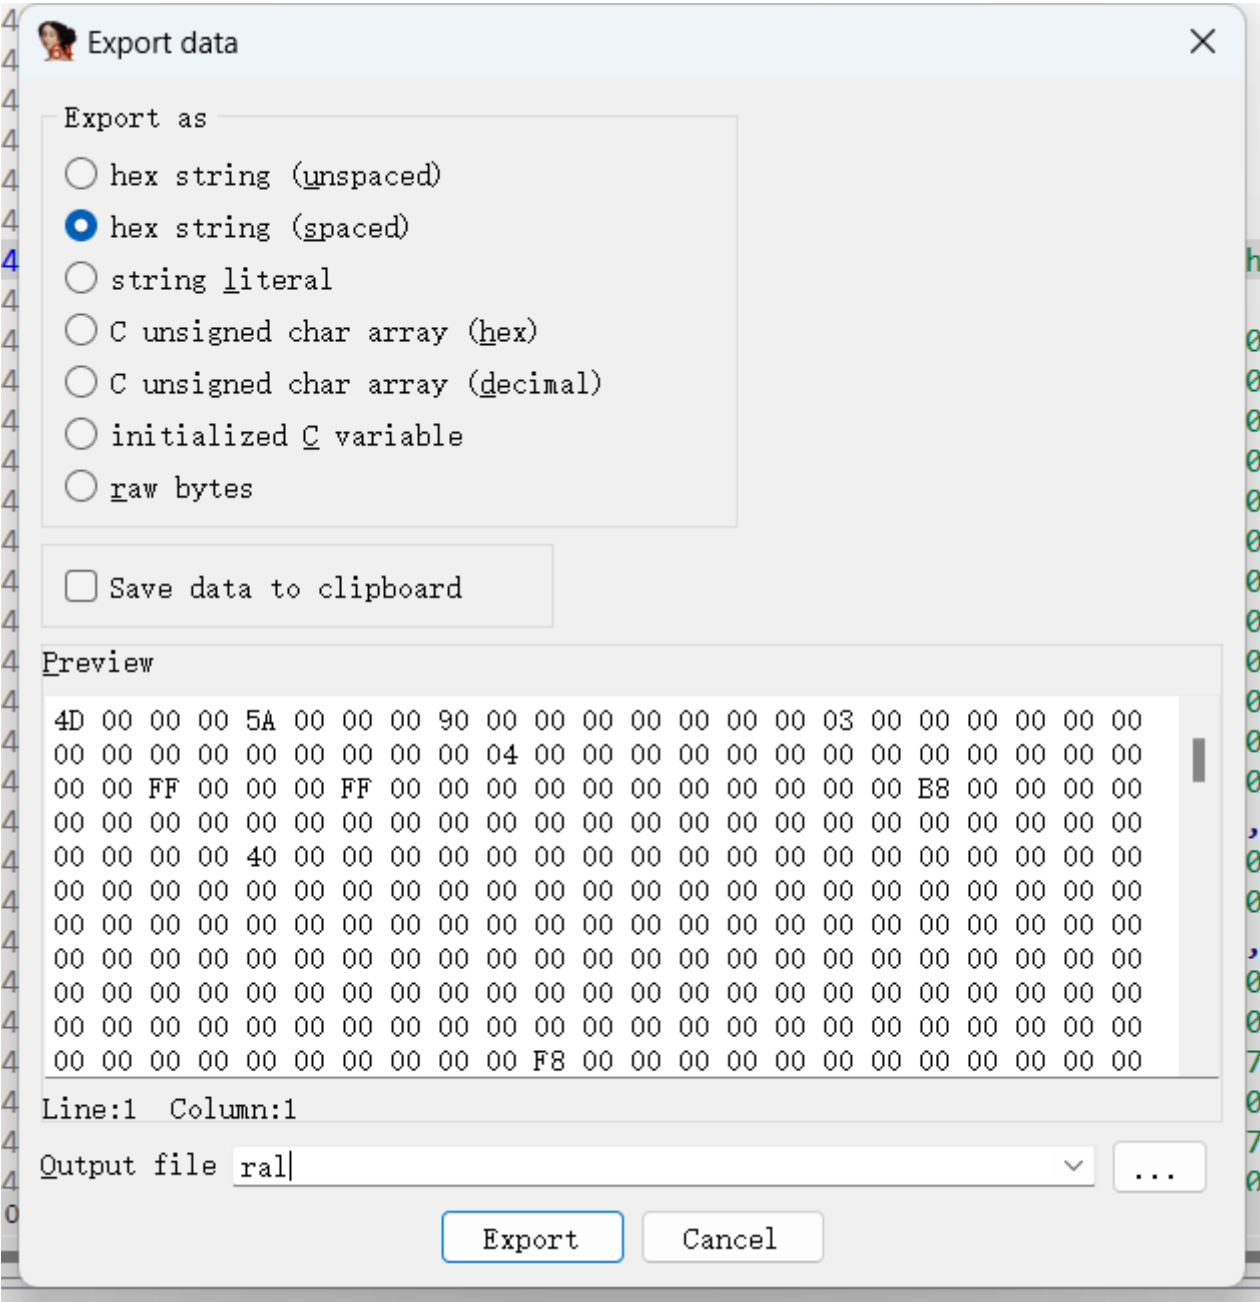 64 Export data
Export as
hex string (unspaced)
hex string (spaced)
string literal
C unsigned char array (hex)
C unsigned char array (decimal)
initialized C variable
raw bytes
Save data to clipboard
Preview
4D 00 00 00 5A 00 00 00 90 00 00 00 00 00 00 00 03 00 00 00 00 00 00
00 00 00 00 00 00 00 00 00 04 00 00 00 00 00 00 00 00 00 00 00 00 00
00 00 FF 00 00 00 FF 00 00 00 00 00 00 00 00 00 00 00 B8 00 00 00 00
00 00 00 00 00 00 00 00 00 00 00 00 00 00 00 00 00 00 00 00 00 00 00
00 00 00 00 40 00 00 00 00 00 00 00 00 00 00 00 00 00 00 00 00 00 00
00 00 00 00 00 00 00 00 00 00 00 00 00 00 00 00 00 00 00 00 00 00 00
00 00 00 00 00 00 00 00 00 00 00 00 00 00 00 00 00 00 00 00 00 00 00
00 00 00 00 00 00 00 00 00 00 00 00 00 00 00 00 00 00 00 00 00 00 00
00 00 00 00 00 00 00 00 00 00 00 00 00 00 00 00 00 00 00 00 00 00 00
00 00 00 00 00 00 00 00 00 00 00 00 00 00 00 00 00 00 00 00 00 00 00
00 00 00 00 00 00 00 00 00 00 F8 00 00 00 00 00 00 00 00 00 00 00 00
Line:1 Column:1
Output file ral ...
Export Cancel